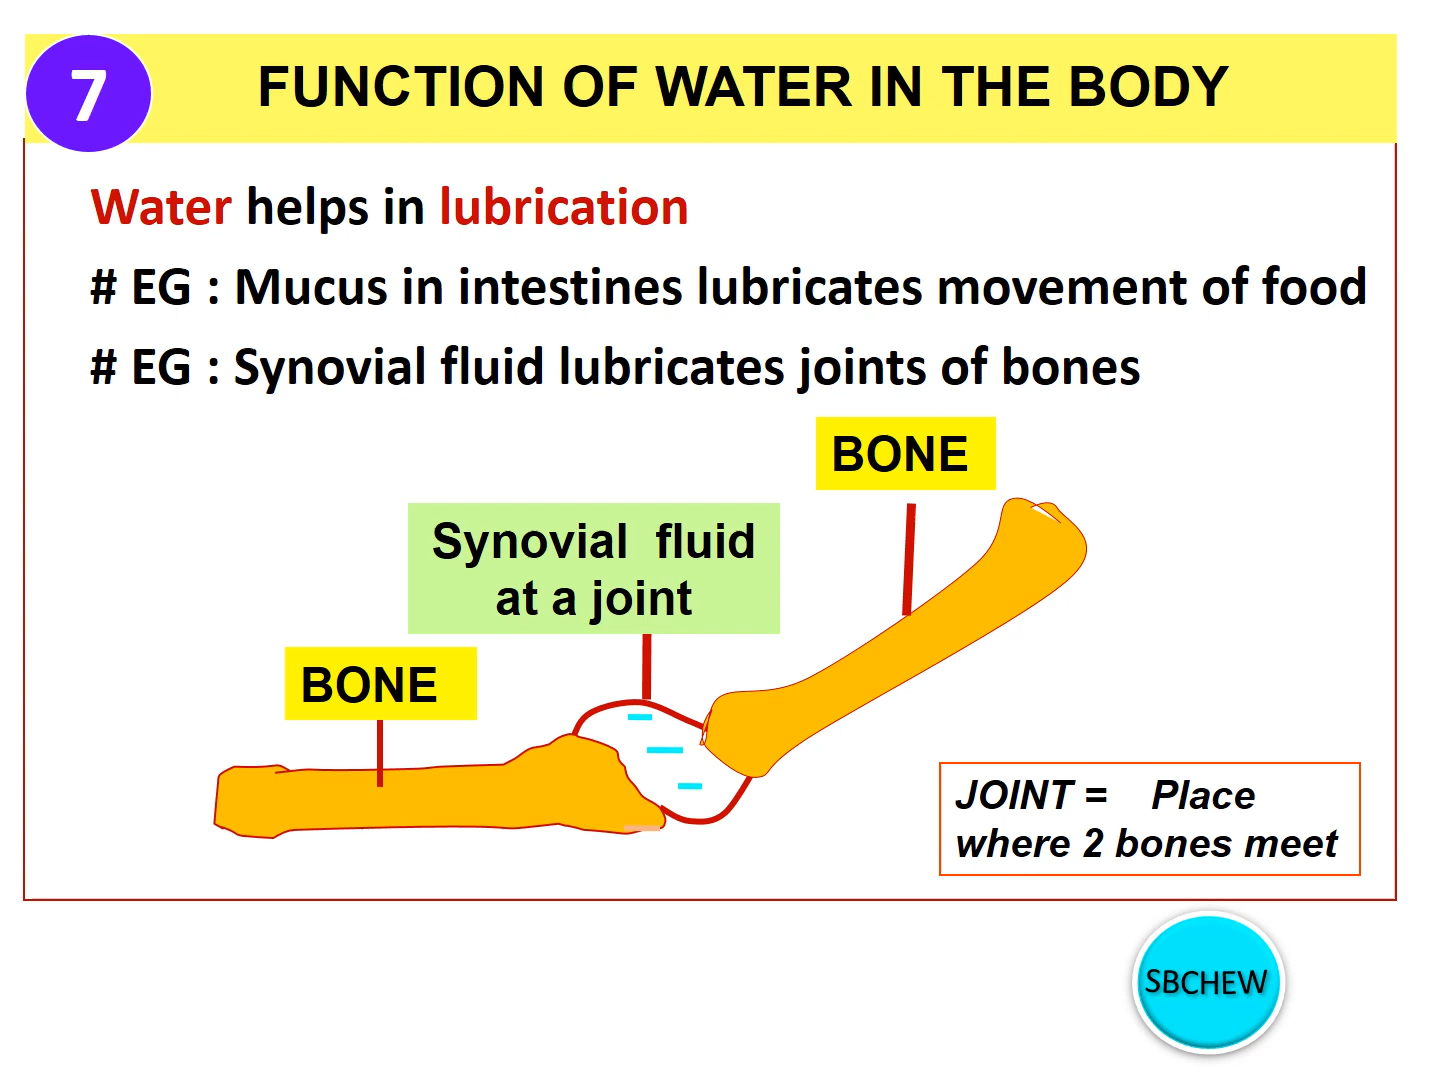 7
FUNCTION OF WATER IN THE BODY
Water helps in lubrication
# EG : Mucus in intestines lubricates movement of food
# EG : Synovial fluid lubricates joints of bones
BONE
Synovial fluid
at a joint
BONE
JOINT = Place
where 2 bones meet
SBCHEW